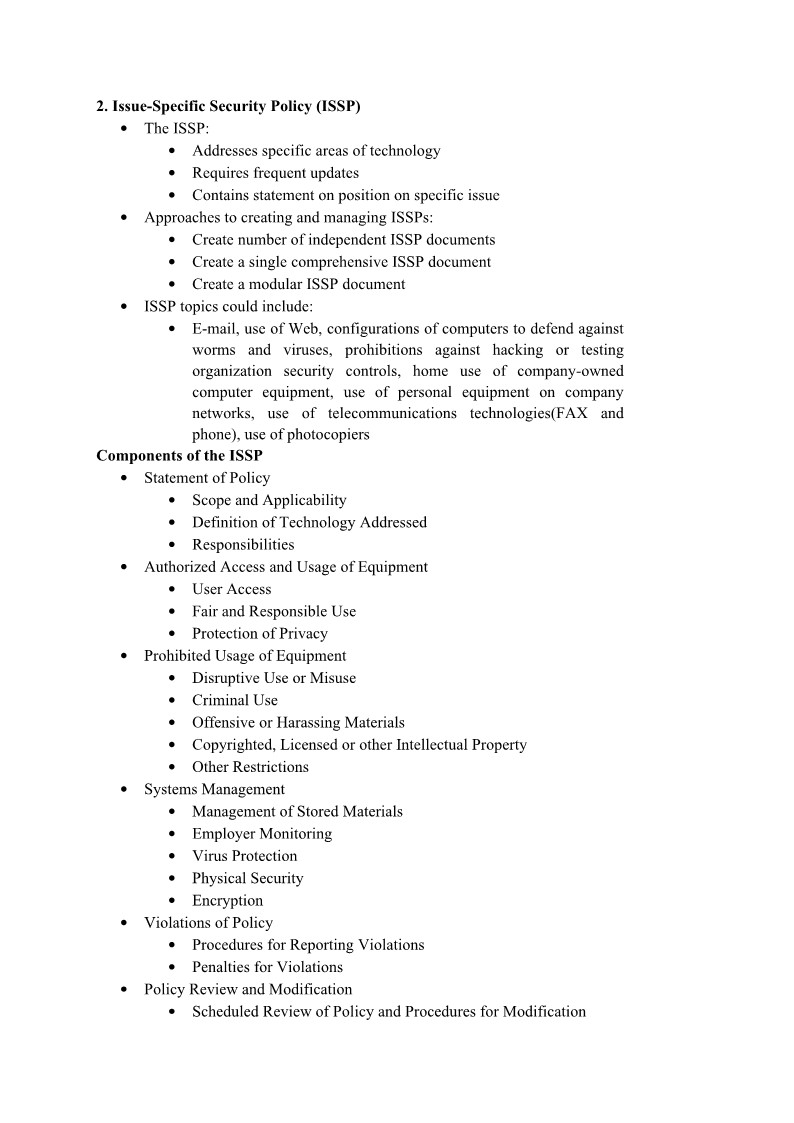 2. Issue-Specific Security Policy (ISSP)
• The ISSP:
• Addresses specific areas of technology
• Requires frequent updates
• Contains statement on position on specific issue
• Approaches to creating and managing ISSPs:
• Create number of independent ISSP documents
• Create a single comprehensive ISSP document
• Create a modular ISSP document
• ISSP topics could include:
• E-mail, use of Web, configurations of computers to defend against
worms and viruses, prohibitions against hacking or testing
organization security controls, home use of company-owned
computer equipment, use of personal equipment on company
networks, use of telecommunications technologies(FAX and
phone), use of photocopiers
Components of the ISSP
• Statement of Policy
• Scope and Applicability
• Definition of Technology Addressed
• Responsibilities
• Authorized Access and Usage of Equipment
• User Access
• Fair and Responsible Use
• Protection of Privacy
• Prohibited Usage of Equipment
• Disruptive Use or Misuse
• Criminal Use
• Offensive or Harassing Materials
• Copyrighted, Licensed or other Intellectual Property
• Other Restrictions
• Systems Management
• Management of Stored Materials
• Employer Monitoring
• Virus Protection
• Physical Security
• Encryption
• Violations of Policy
• Procedures for Reporting Violations
• Penalties for Violations
• Policy Review and Modification
• Scheduled Review of Policy and Procedures for Modification